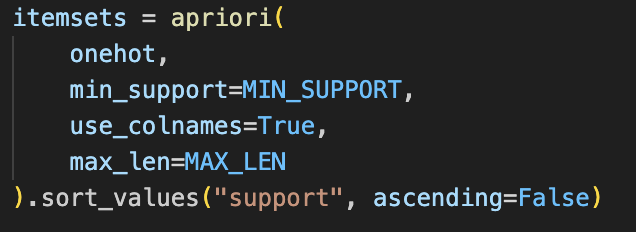 itemsets = apriori(
    onehot,
    min_support=MIN_SUPPORT,
    use_colnames=True,
    max_len=MAX_LEN
).sort_values("support", ascending=False)